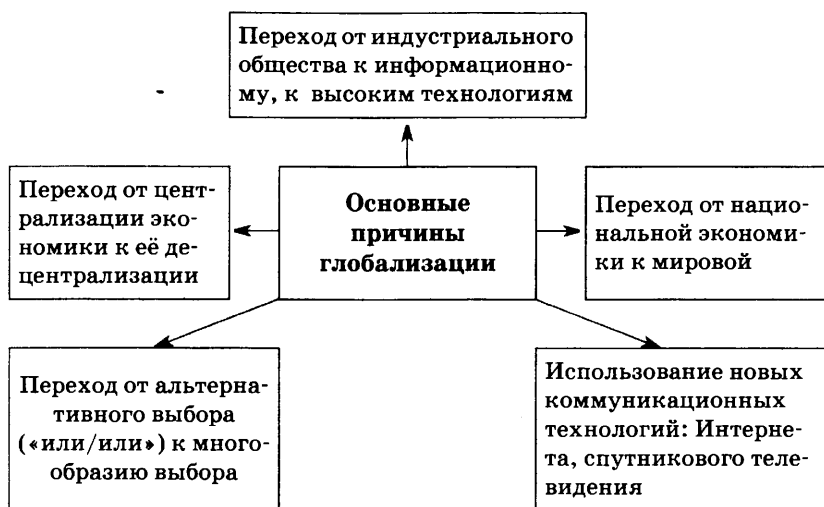 Переход от индустриального
общества к информационно-
му, к высоким технологиям
Переход от цент-
рализации эко-
номики к её де-
централизации
Основные
причины
глобализации
Переход от нацио-
нальной экономи-
ки к мировой
Переход от альтерна-
тивного выбора
(«или/или») к много-
образию выбора
Использование новых
коммуникационных
технологий: Интерне-
та, спутникового теле-
видения